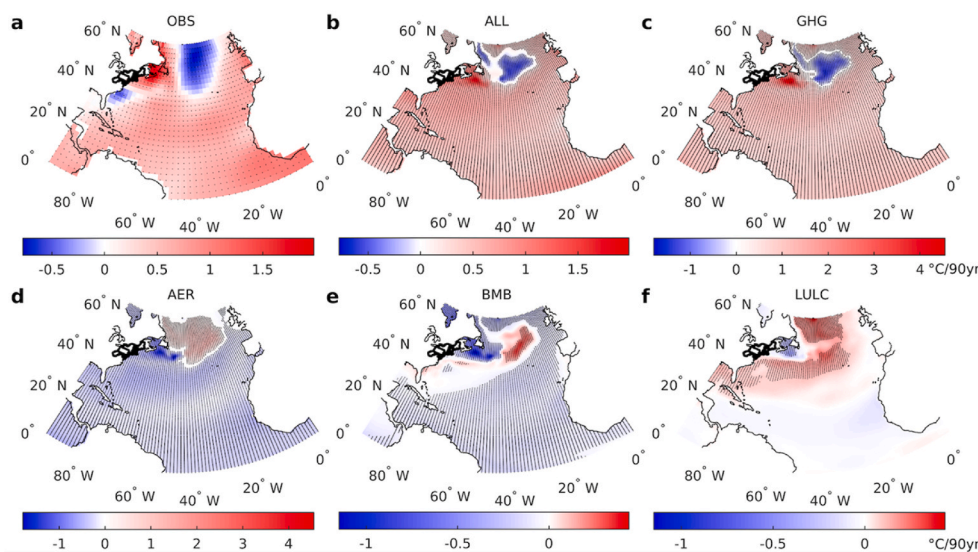 a OBS b ALL c GHG
60° N 60° N 60° N
40° N 40° N 40° N
20° N 20° N 20° N
0° 0° 0°
0° 0° 0°
80° W 20° W 80° W 20° W 80° W 20° W
60° W 40° W 60° W 40° W 60° W 40° W
-0.5 0 0.5 1 1.5 -0.5 0 0.5 1 1.5 -1 0 1 2 3 4 °C/90yr
d AER e BMB f LULC
60° N 60° N 60° N
40° N 40° N 40° N
20° N 20° N 20° N
0° 0° 0°
0° 0° 0°
80° W 20° W 80° W 20° W 80° W 20° W
60° W 40° W 60° W 40° W 60° W 40° W
-1 0 1 2 3 4 -1 -0.5 0 -1 -0.5 0 °C/90yr